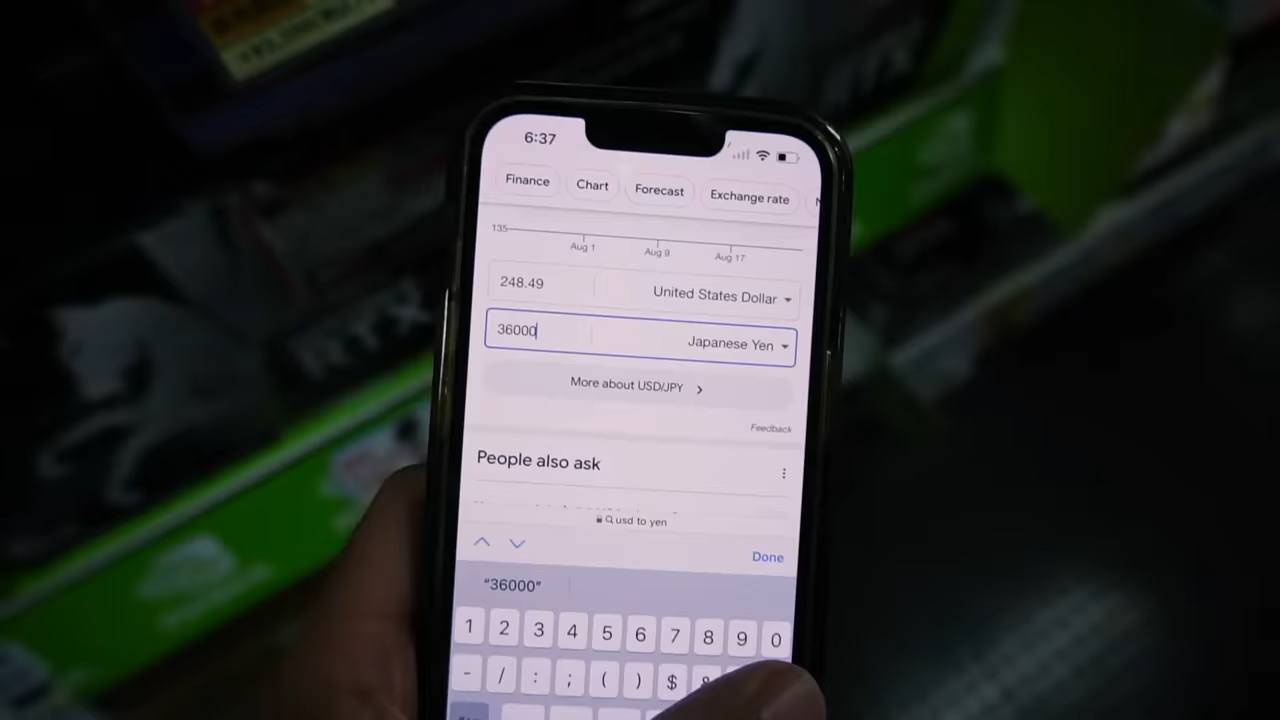 6:37
Finance Chart Forecast Exchange rate
135
Aug 1 Aug 9 Aug 17
248.49 United States Dollar
36000 Japanese Yen
More about USD/JPY
Feedback
People also ask
usd to yen
Done
"36000"
1 2 3 4 5 6 7 8 9 0
- / : ; ( ) $
RTX
RTX